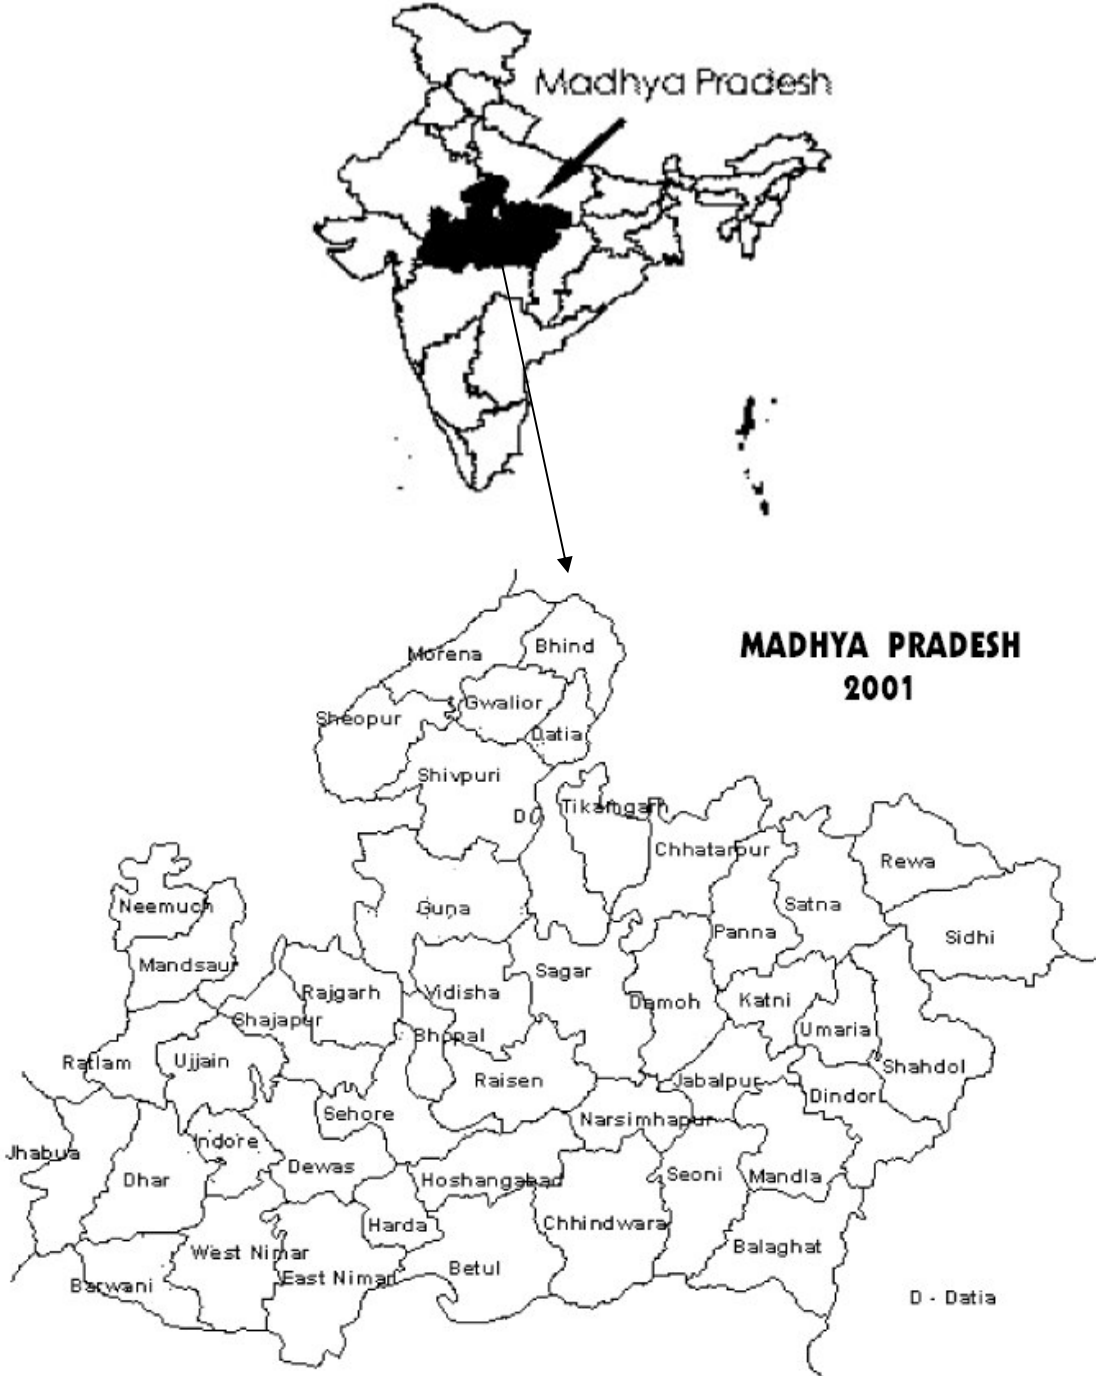 Madhya Pradesh
MADHYA PRADESH
2001
Bhind
Morena
Gwalior
Sheopur
Datia
Shivpuri
Tikamgarh
D
Chhatarpur
Rewa
Neemuch
Guna
Satna
Panna
Sidhi
Mandsaur
Sagar
Rajgarh
Vidisha
Damoh
Katni
Shajapur
Bhopal
Umaria
Ratlam
Ujjain
Shahdol
Raisen
Jabalpur
Dindori
Sehore
Narsimhapur
Indore
Jhabua
Dewas
Dhar
Hoshangabad
Seoni
Mandla
Harda
Chhindwara
West Nimar
Balaghat
East Nimar
Betul
Barwani
D - Datia